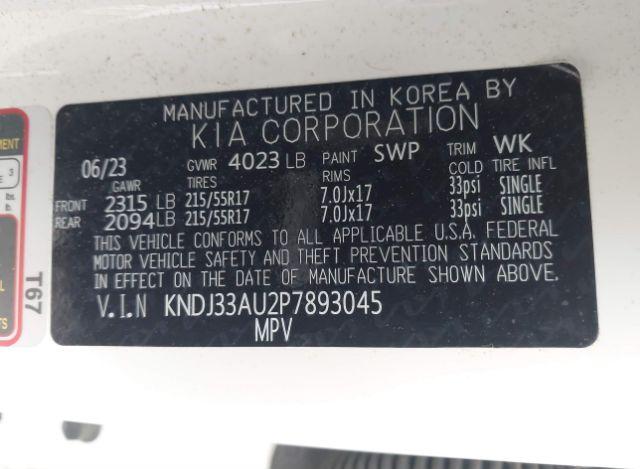 MANUFACTURED IN KOREA BY
KIA CORPORATION
06/23 GVWR 4023 LB PAINT SWP TRIM WK
GAWR TIRES RIMS COLD TIRE INFL
FRONT 2315 LB 215/55R17 7.0Jx17 33psi SINGLE
REAR 2094LB 215/55R17 7.0Jx17 33psi SINGLE
THIS VEHICLE CONFORMS TO ALL APPLICABLE U.S.A. FEDERAL
MOTOR VEHICLE SAFETY AND THEFT PREVENTION STANDARDS
IN EFFECT ON THE DATE OF MANUFACTURE SHOWN ABOVE.
V.I.N KNDJ33AU2P7893045
MPV
T67
3
lbs.